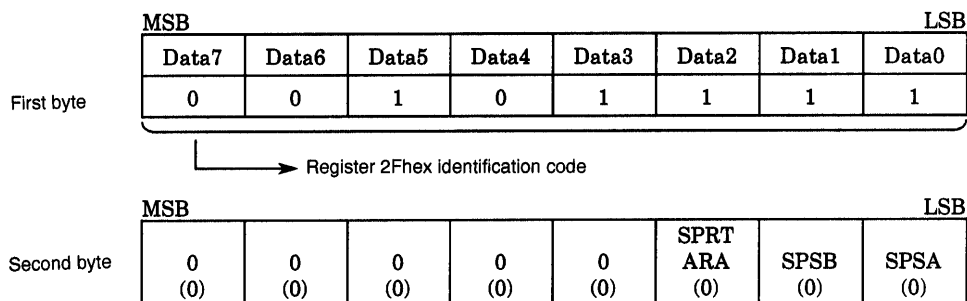 MSB LSB
Data7 Data6 Data5 Data4 Data3 Data2 Data1 Data0
First byte 0 0 1 0 1 1 1 1
Register 2Fhex identification code
MSB LSB
Second byte 0 0 0 0 0 SPRT ARA SPSB SPSA
(0) (0) (0) (0) (0) (0) (0) (0)